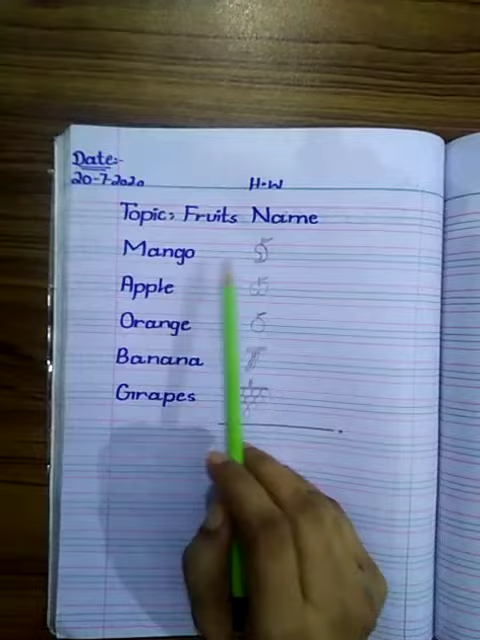 Date:-
20-7-2020
H.W
Topic: Fruits Name
Mango
Apple
Orange
Banana
Grapes